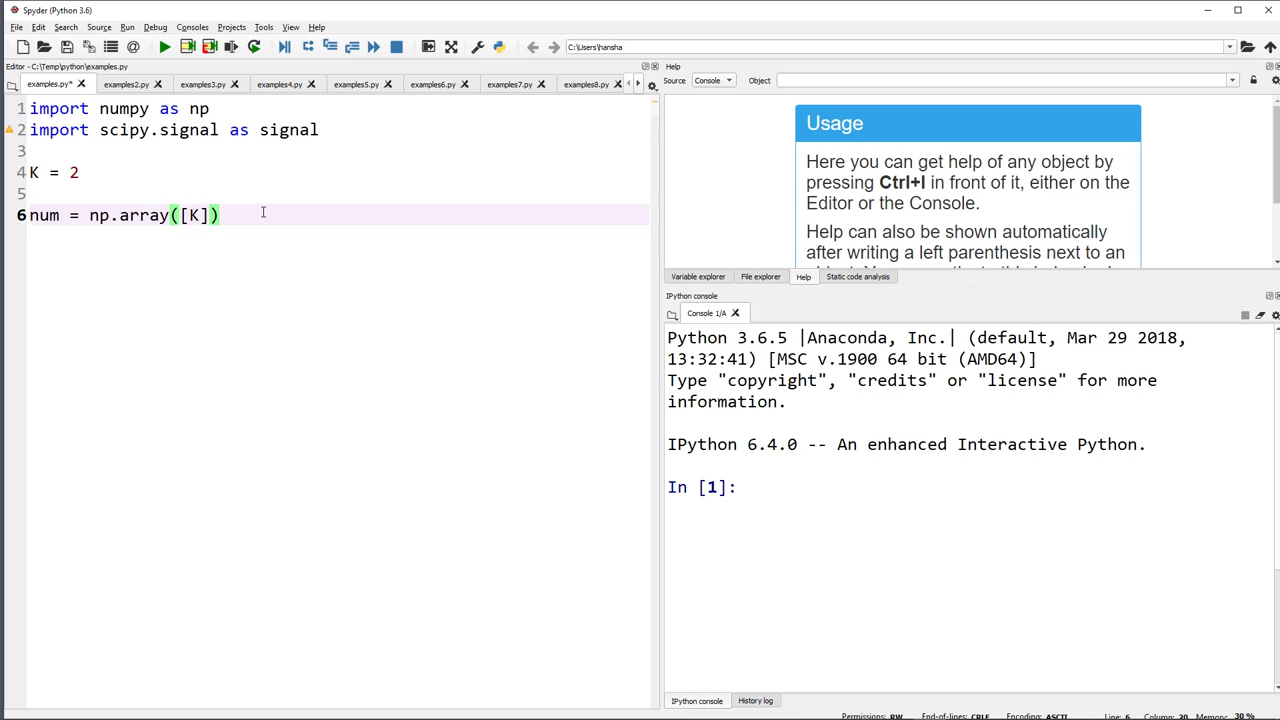 Spyder (Python 3.6)
File Edit Search Source Run Debug Consoles Projects Tools View Help
C:\Users\hansha
Editor - C:\Temp\python\examples.py
examples.py* examples2.py examples3.py examples4.py examples5.py examples6.py examples7.py examples8.py
1 import numpy as np
2 import scipy.signal as signal
3
4 K = 2
5
6 num = np.array([K])
Help
Source Console Object
Usage
Here you can get help of any object by
pressing Ctrl+I in front of it, either on the
Editor or the Console.
Help can also be shown automatically
after writing a left parenthesis next to an
Variable explorer File explorer Help Static code analysis
IPython console
Console 1/A
Python 3.6.5 |Anaconda, Inc.| (default, Mar 29 2018,
13:32:41) [MSC v.1900 64 bit (AMD64)]
Type "copyright", "credits" or "license" for more
information.
IPython 6.4.0 -- An enhanced Interactive Python.
In [1]:
IPython console History log
Permissions: RW End-of-lines: CRLF Encoding: ASCII Line: 6 Column: 20 Memory: 30 %